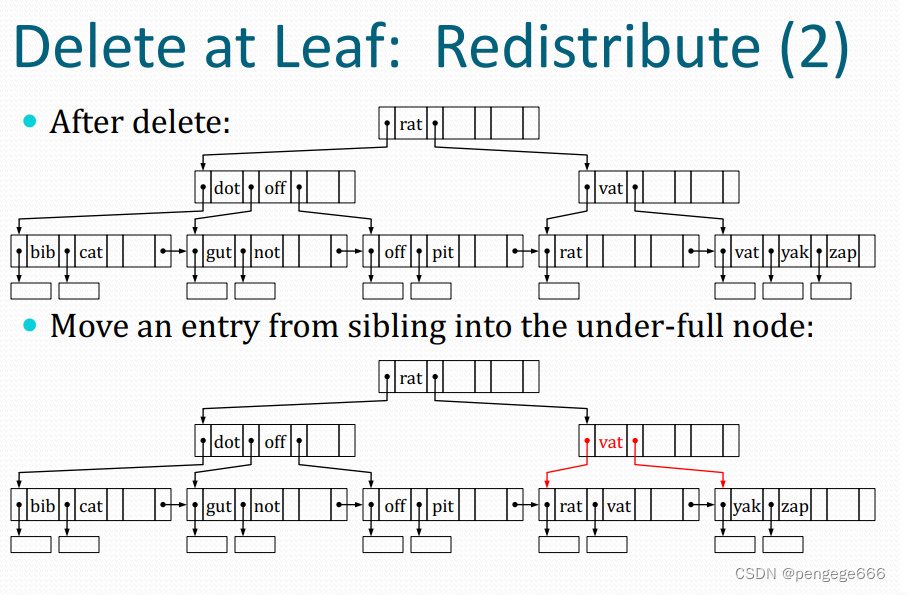 Delete at Leaf: Redistribute (2)
• After delete:
rat
dot off vat
bib cat gut not off pit rat vat yak zap
• Move an entry from sibling into the under-full node:
rat
dot off vat
bib cat gut not off pit rat vat yak zap
CSDN @pengege666